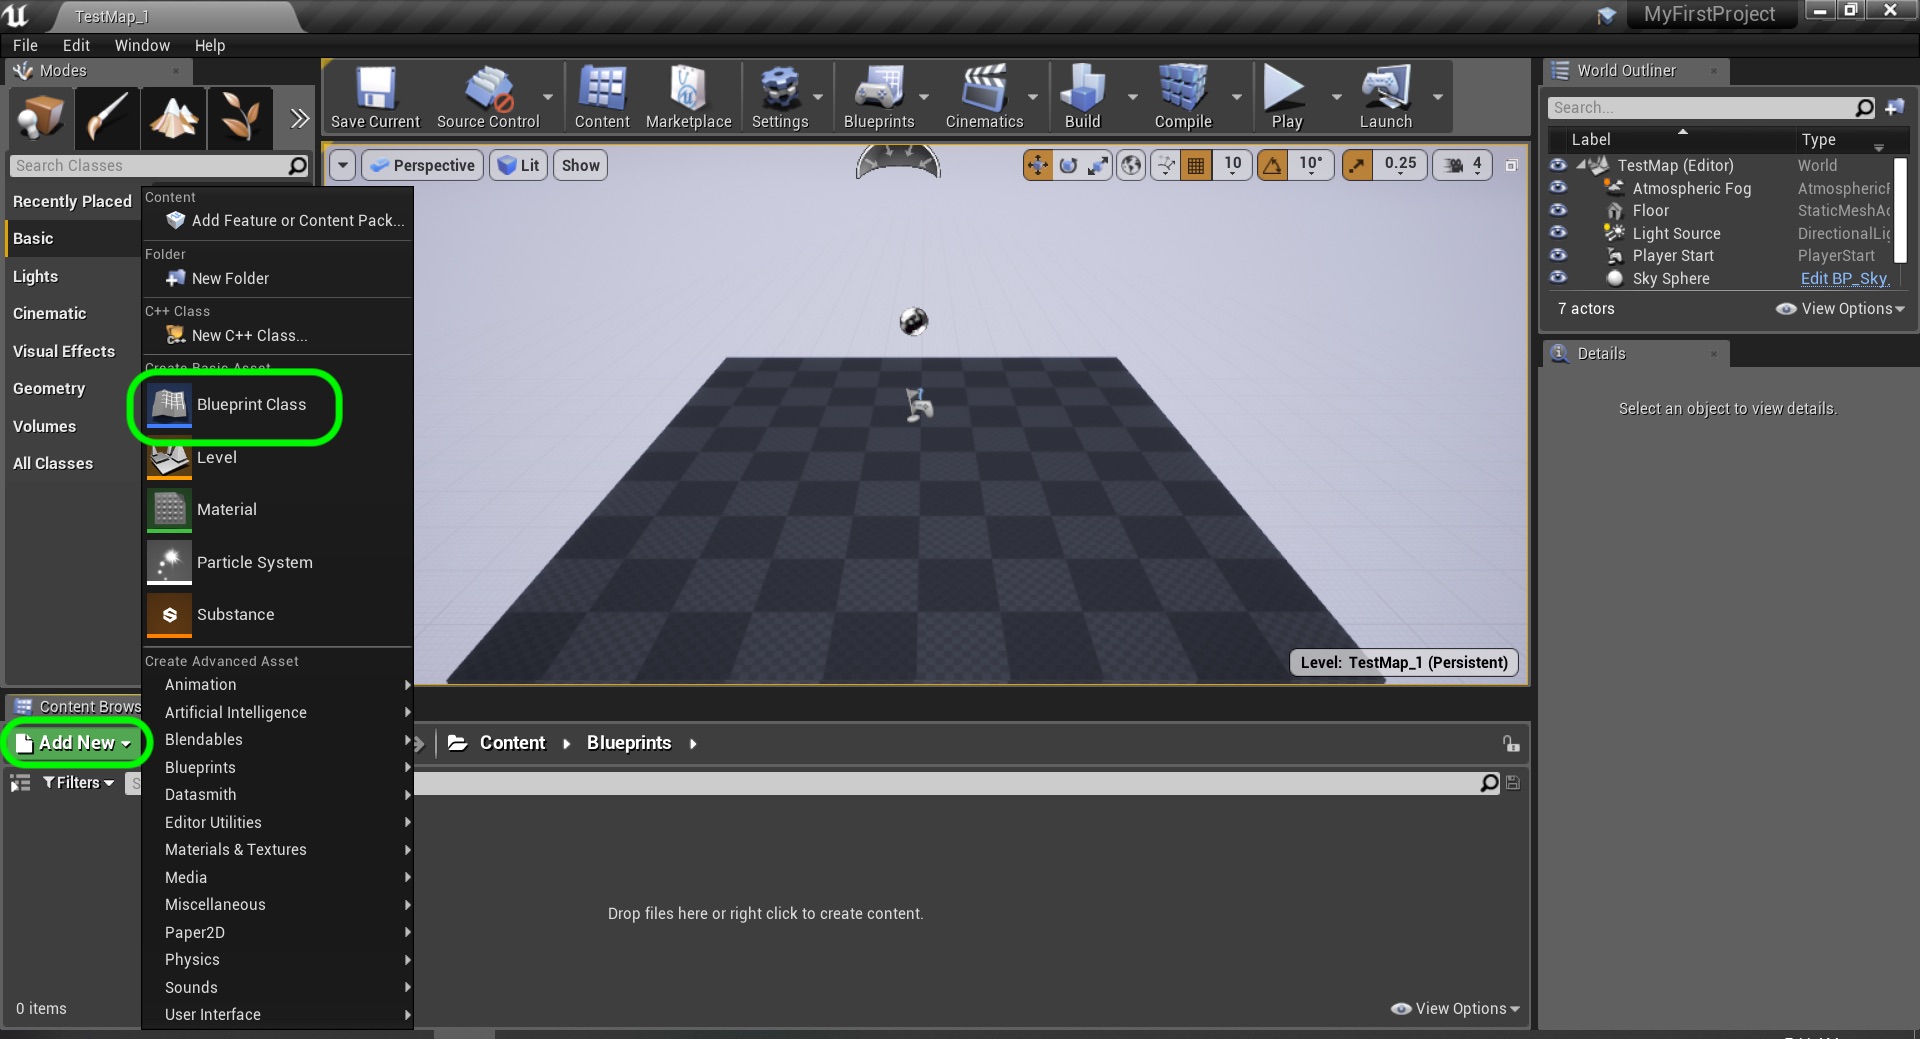 TestMap_1
MyFirstProject
File Edit Window Help
Modes
Save Current
Source Control
Content
Marketplace
Settings
Blueprints
Cinematics
Build
Compile
Play
Launch
Search Classes
Perspective
Lit
Show
10
10°
0.25
4
Recently Placed
Basic
Lights
Cinematic
Visual Effects
Geometry
Volumes
All Classes
Content
Add Feature or Content Pack...
Folder
New Folder
C++ Class
New C++ Class...
Create Basic Asset
Blueprint Class
Level
Material
Particle System
Substance
Create Advanced Asset
Animation
Artificial Intelligence
Blendables
Blueprints
Datasmith
Editor Utilities
Materials & Textures
Media
Miscellaneous
Paper2D
Physics
Sounds
User Interface
Level: TestMap_1 (Persistent)
World Outliner
Search...
Label Type
TestMap (Editor) World
Atmospheric Fog Atmospheric
Floor StaticMeshAc
Light Source DirectionalLig
Player Start PlayerStart
Sky Sphere Edit BP_Sky
7 actors
View Options
Details
Select an object to view details.
Content Brows
Add New
Content Blueprints
Filters S
Drop files here or right click to create content.
0 items
View Options